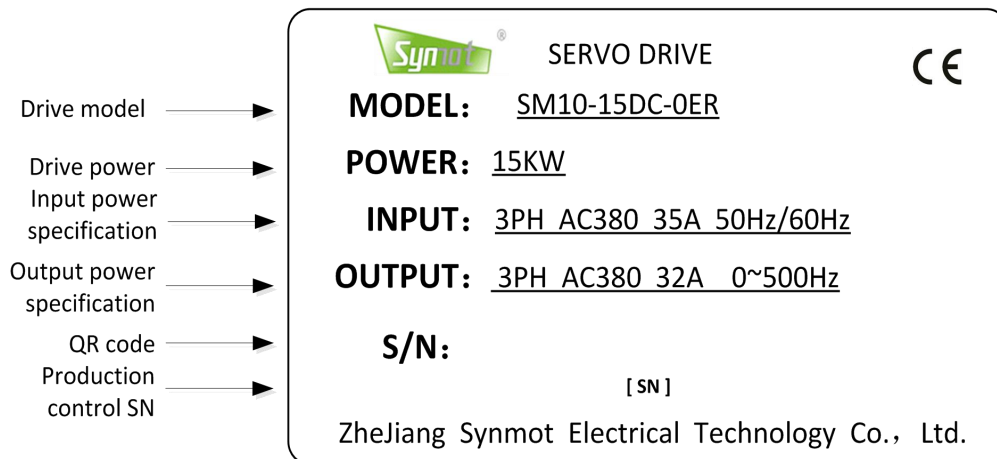 Synmot ®
SERVO DRIVE
CE
Drive model
MODEL： SM10-15DC-0ER
Drive power
POWER： 15KW
Input power
specification
INPUT： 3PH AC380 35A 50Hz/60Hz
Output power
specification
OUTPUT： 3PH AC380 32A 0~500Hz
QR code
S/N：
Production
control SN
[ SN ]
ZheJiang Synmot Electrical Technology Co.， Ltd.